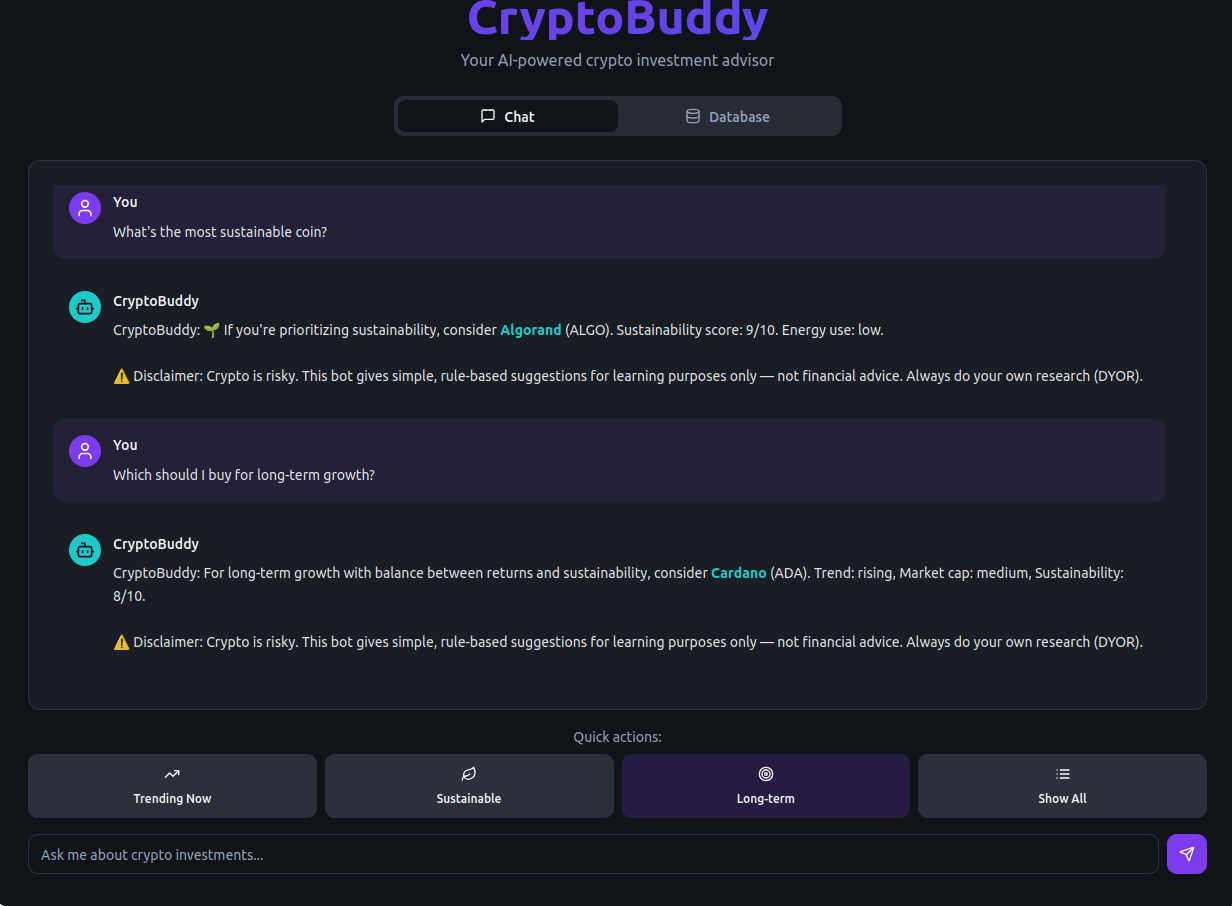 CryptoBuddy
Your AI-powered crypto investment advisor
Chat
Database
You
What's the most sustainable coin?
CryptoBuddy
CryptoBuddy: 🌱 If you're prioritizing sustainability, consider Algorand (ALGO). Sustainability score: 9/10. Energy use: low.
⚠️ Disclaimer: Crypto is risky. This bot gives simple, rule-based suggestions for learning purposes only — not financial advice. Always do your own research (DYOR).
You
Which should I buy for long-term growth?
CryptoBuddy
CryptoBuddy: For long-term growth with balance between returns and sustainability, consider Cardano (ADA). Trend: rising, Market cap: medium, Sustainability:
8/10.
⚠️ Disclaimer: Crypto is risky. This bot gives simple, rule-based suggestions for learning purposes only — not financial advice. Always do your own research (DYOR).
Quick actions:
Trending Now
Sustainable
Long-term
Show All
Ask me about crypto investments...